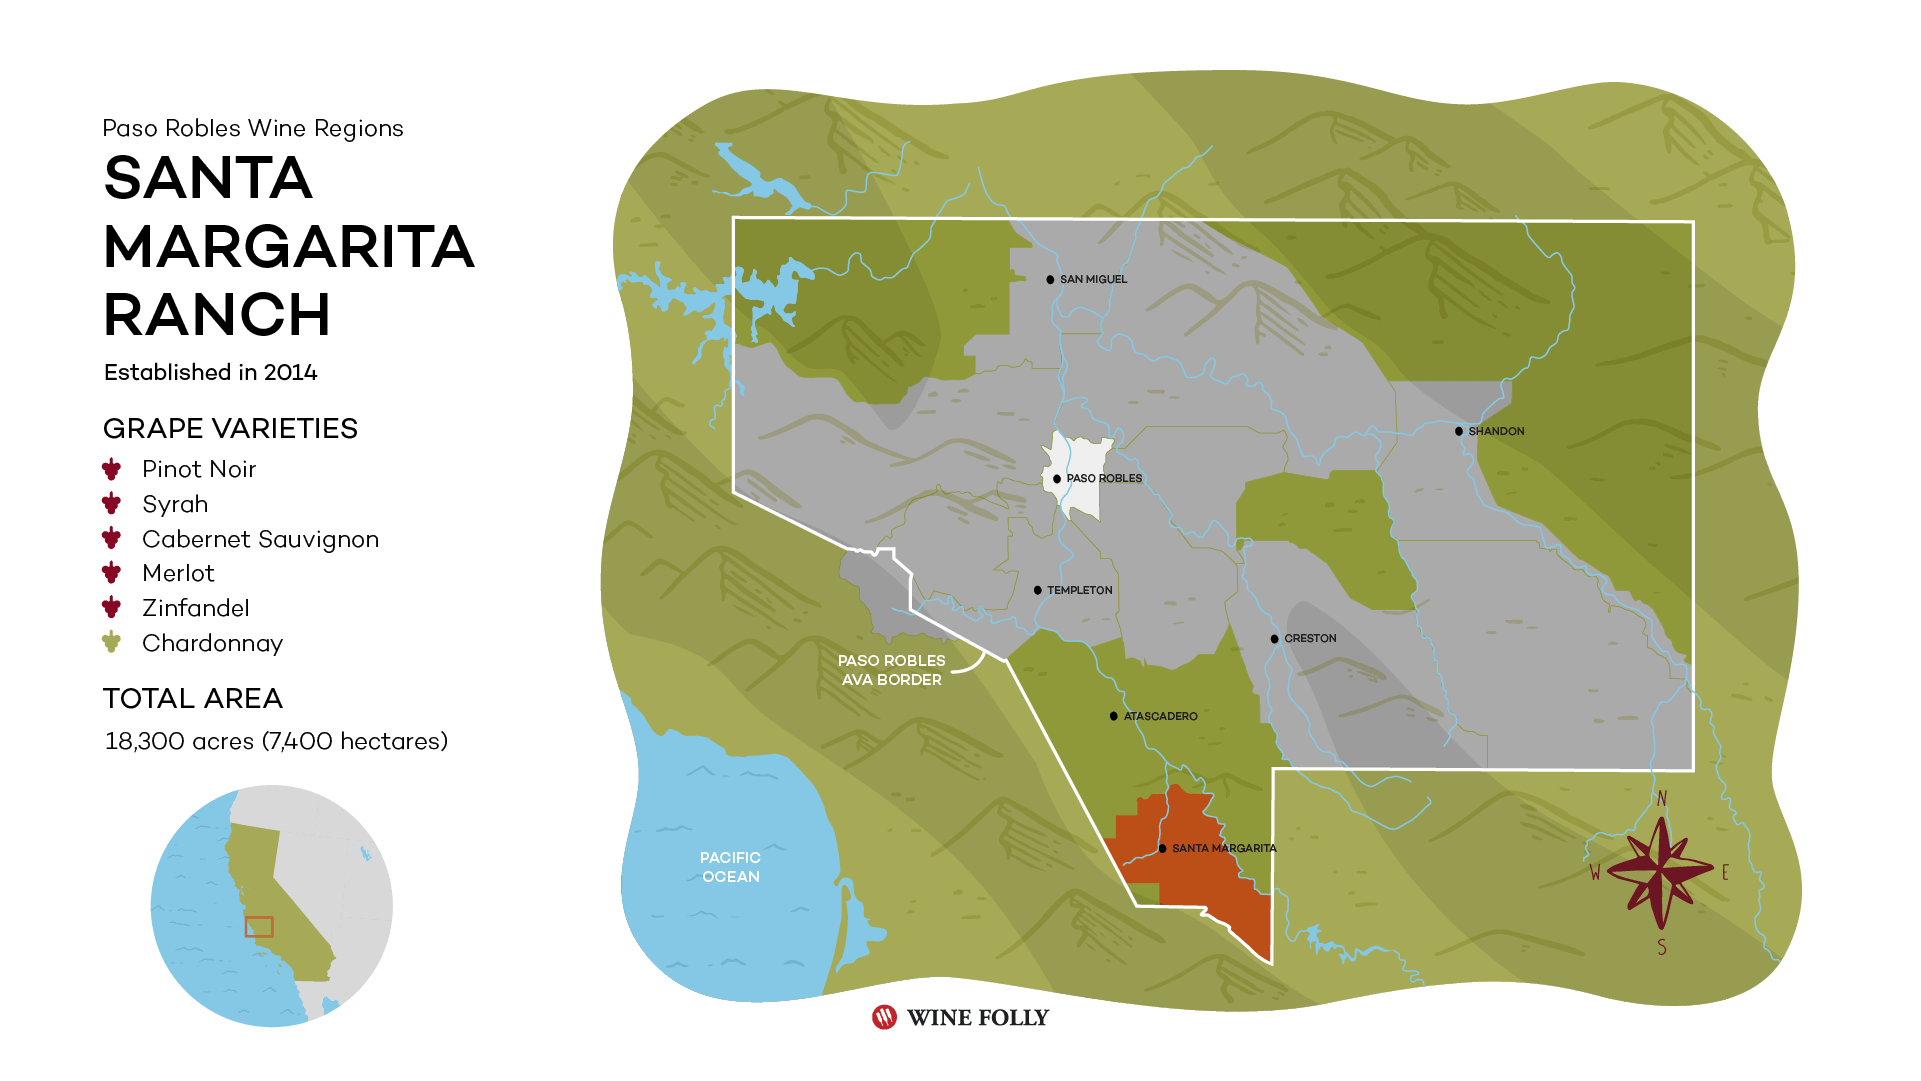 Paso Robles Wine Regions
SANTA
MARGARITA
RANCH
Established in 2014
GRAPE VARIETIES
Pinot Noir
Syrah
Cabernet Sauvignon
Merlot
Zinfandel
Chardonnay
TOTAL AREA
18,300 acres (7,400 hectares)
SAN MIGUEL
SHANDON
PASO ROBLES
TEMPLETON
CRESTON
PASO ROBLES
AVA BORDER
ATASCADERO
SANTA MARGARITA
PACIFIC
OCEAN
N
W
E
S
WINE FOLLY